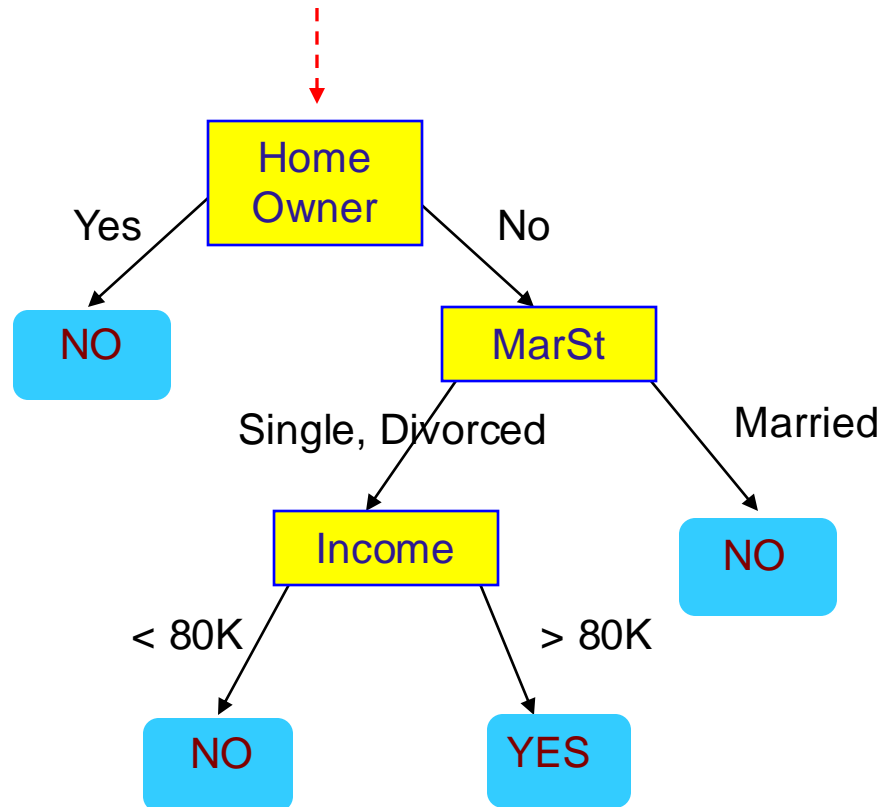 Home
Owner
Yes
No
NO
MarSt
Single, Divorced
Married
Income
NO
< 80K
> 80K
NO
YES